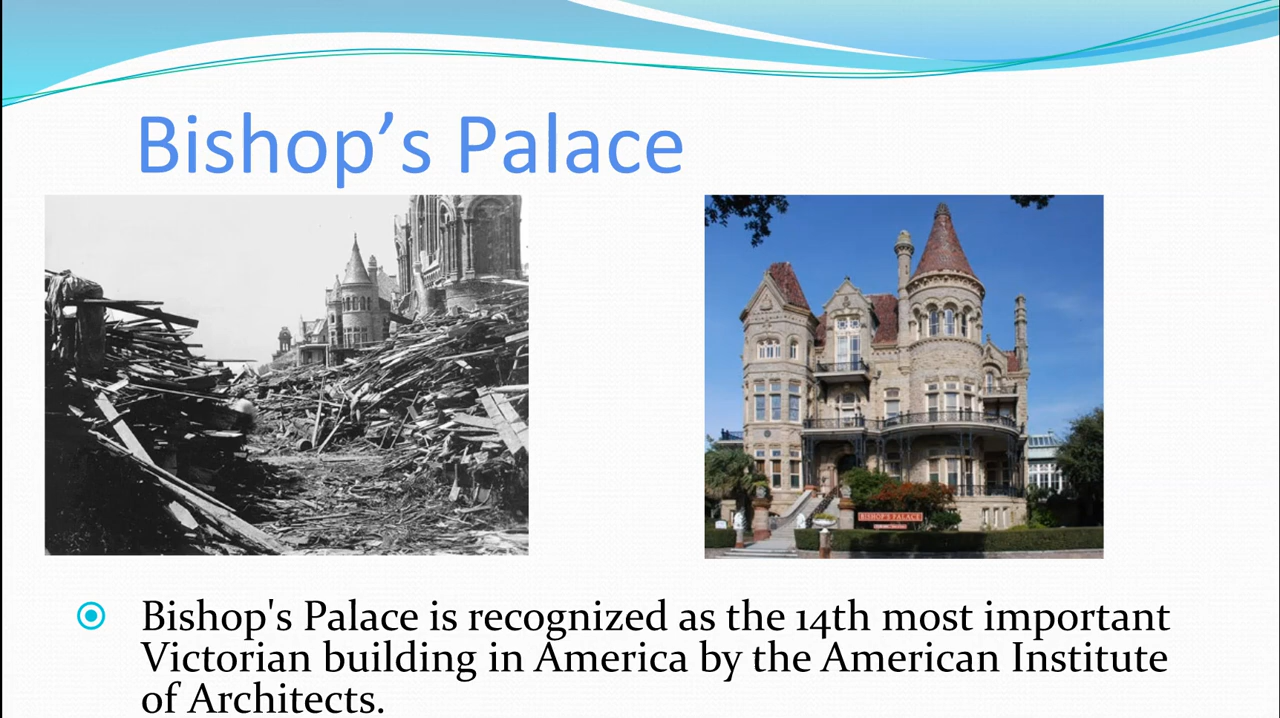 Bishop’s Palace
BISHOP'S PALACE
Bishop's Palace is recognized as the 14th most important
Victorian building in America by the American Institute
of Architects.